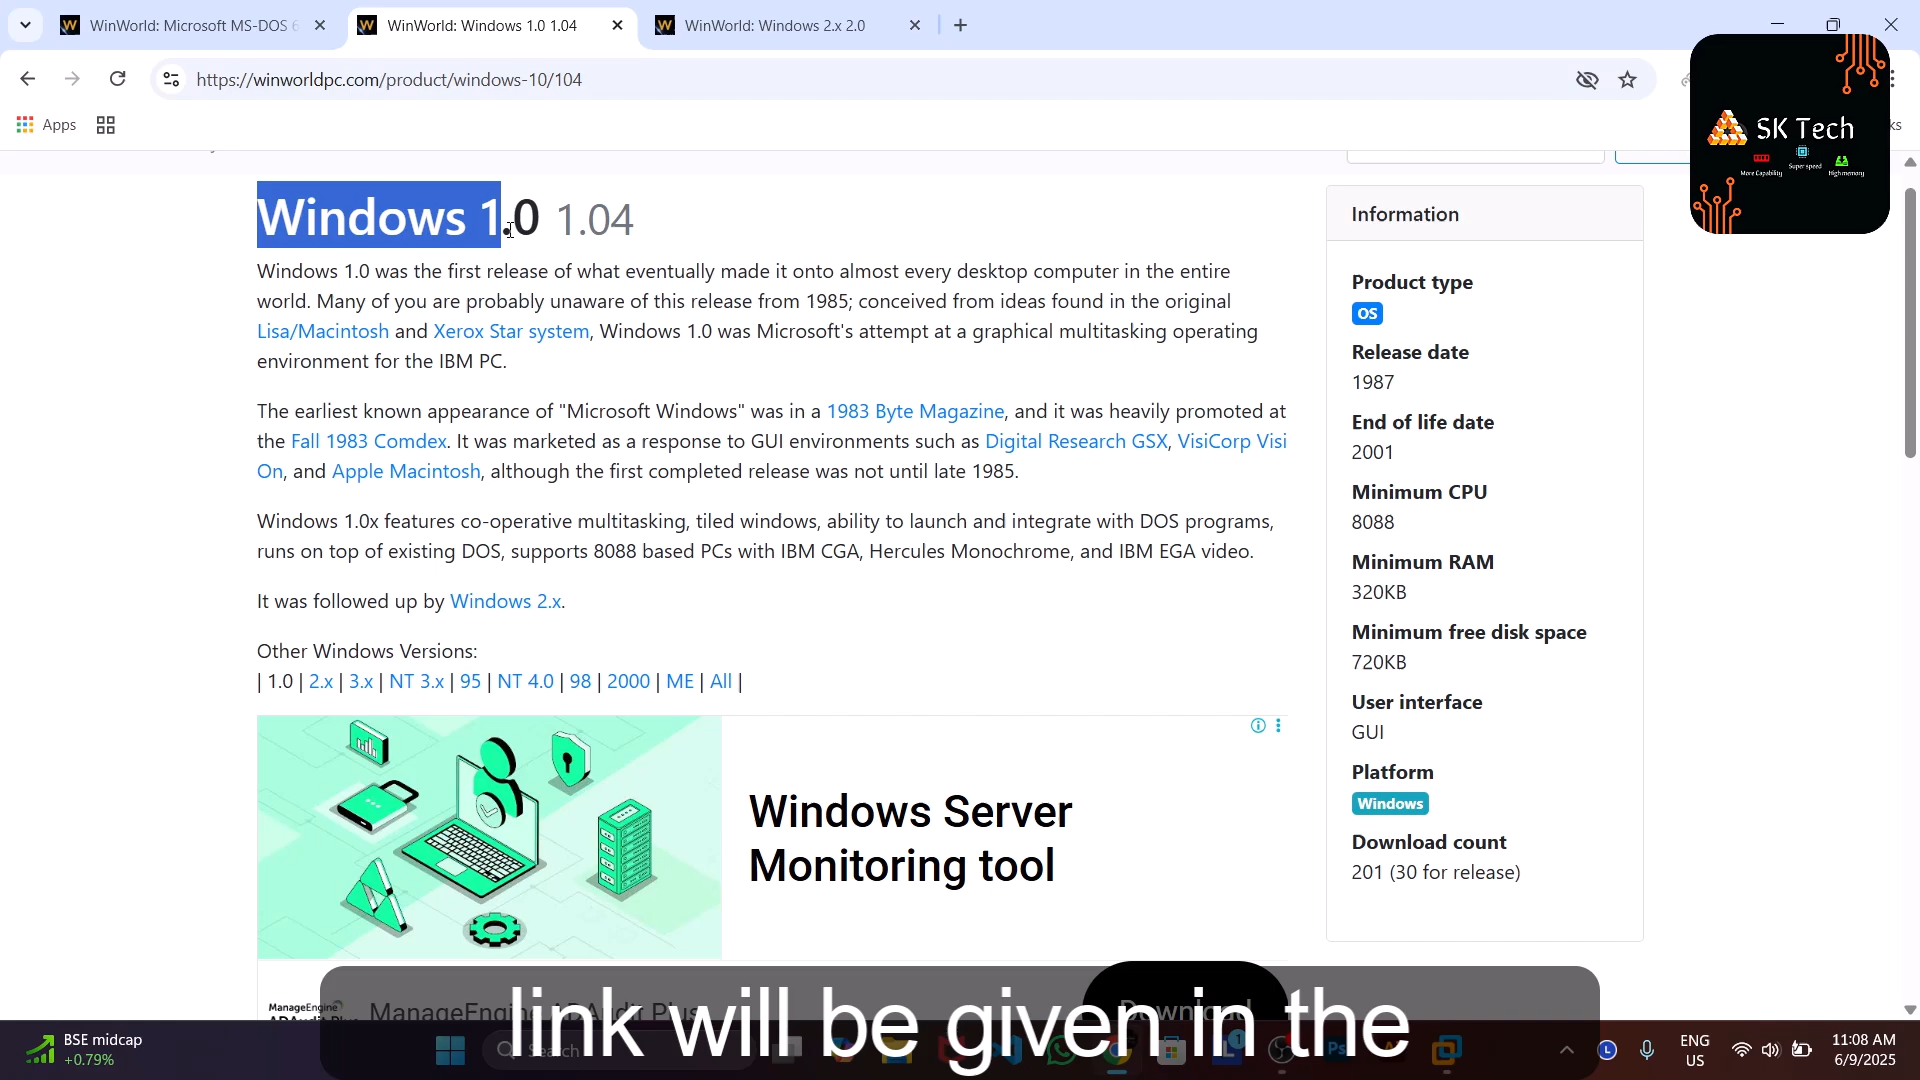 WinWorld: Microsoft MS-DOS 6
WinWorld: Windows 1.0 1.04
WinWorld: Windows 2.x 2.0
https://winworldpc.com/product/windows-10/104
Apps
SK Tech
More Capability
Super speed
High memory
Windows 1.0 1.04
Windows 1.0 was the first release of what eventually made it onto almost every desktop computer in the entire
world. Many of you are probably unaware of this release from 1985; conceived from ideas found in the original
Lisa/Macintosh and Xerox Star system, Windows 1.0 was Microsoft's attempt at a graphical multitasking operating
environment for the IBM PC.
The earliest known appearance of "Microsoft Windows" was in a 1983 Byte Magazine, and it was heavily promoted at
the Fall 1983 Comdex. It was marketed as a response to GUI environments such as Digital Research GSX, VisiCorp Visi
On, and Apple Macintosh, although the first completed release was not until late 1985.
Windows 1.0x features co-operative multitasking, tiled windows, ability to launch and integrate with DOS programs,
runs on top of existing DOS, supports 8088 based PCs with IBM CGA, Hercules Monochrome, and IBM EGA video.
It was followed up by Windows 2.x.
Other Windows Versions:
| 1.0 | 2.x | 3.x | NT 3.x | 95 | NT 4.0 | 98 | 2000 | ME | All |
Information
Product type
OS
Release date
1987
End of life date
2001
Minimum CPU
8088
Minimum RAM
320KB
Minimum free disk space
720KB
User interface
GUI
Platform
Windows
Download count
201 (30 for release)
Windows Server
Monitoring tool
ManageEngine
ManageEngine ADAudit Plus
Download
link will be given in the
BSE midcap
+0.79%
Search
ENG
US
11:08 AM
6/9/2025